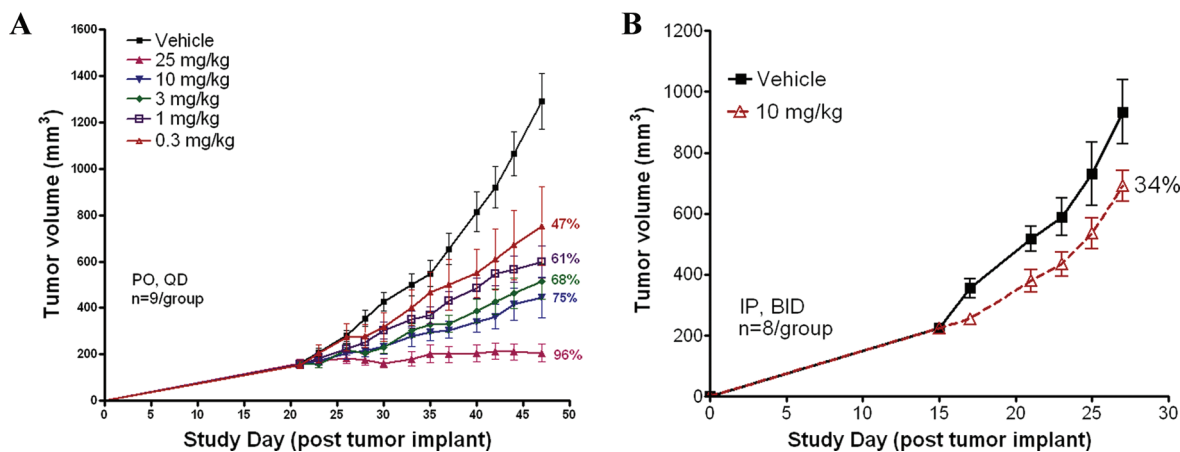 A
Tumor volume (mm³)
1600
1400
1200
1000
800
600
400
200
0
Vehicle
25 mg/kg
10 mg/kg
3 mg/kg
1 mg/kg
0.3 mg/kg
47%
61%
68%
75%
96%
PO, QD
n=9/group
0 5 10 15 20 25 30 35 40 45 50
Study Day (post tumor implant)
B
Tumor volume (mm³)
1200
1000
800
600
400
200
0
Vehicle
10 mg/kg
34%
IP, BID
n=8/group
0 5 10 15 20 25 30
Study Day (post tumor implant)